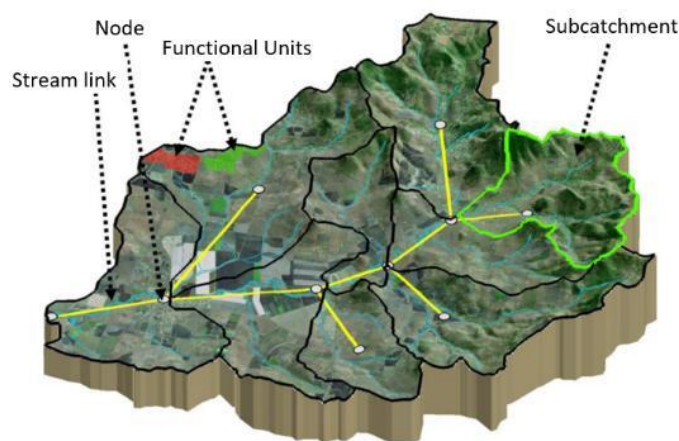 Node
Functional Units
Subcatchment
Stream link